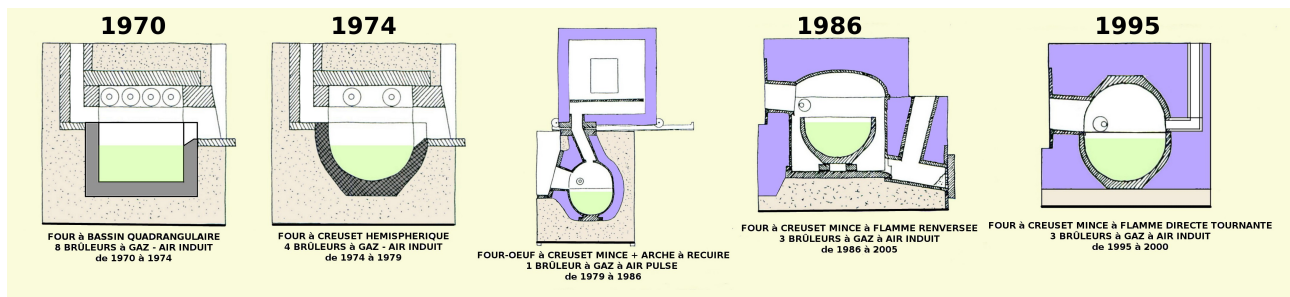 1970
FOUR à BASSIN QUADRANGULAIRE
8 BRÛLEURS à GAZ - AIR INDUIT
de 1970 à 1974
1974
FOUR à CREUSET HEMISPHERIQUE
4 BRÛLEURS à GAZ - AIR INDUIT
de 1974 à 1979
FOUR-OEUF à CREUSET MINCE + ARCHE à RECUIRE
1 BRÛLEUR à GAZ à AIR PULSE
de 1979 à 1986
1986
FOUR à CREUSET MINCE à FLAMME RENVERSEE
3 BRÛLEURS à GAZ à AIR INDUIT
de 1986 à 2005
1995
FOUR à CREUSET MINCE à FLAMME DIRECTE TOURNANTE
3 BRÛLEURS à GAZ à AIR INDUIT
de 1995 à 2000